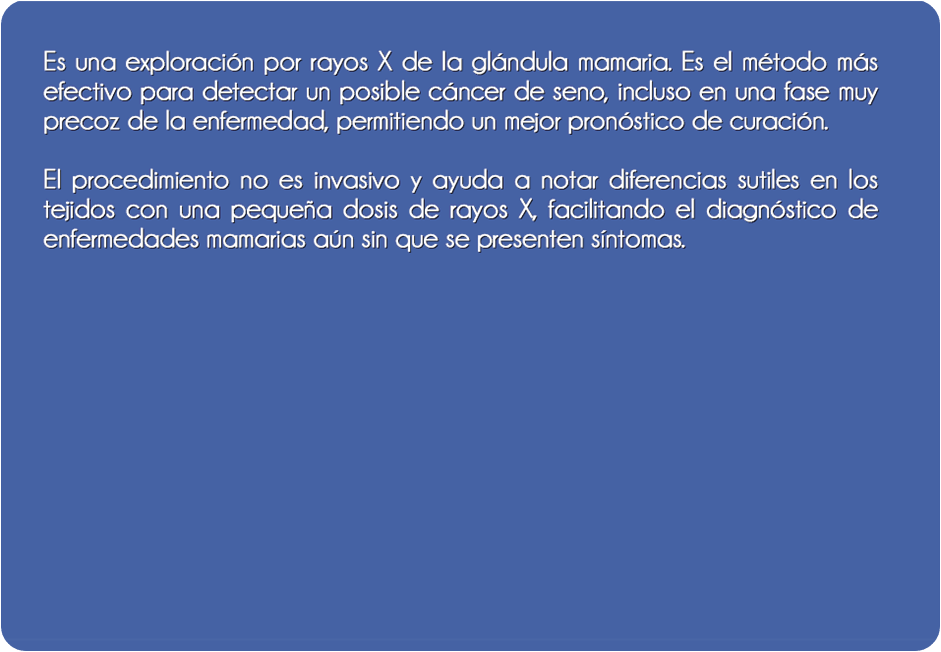 Es una exploración por rayos X de la glándula mamaria. Es el método más
efectivo para detectar un posible cáncer de seno, incluso en una fase muy
precoz de la enfermedad, permitiendo un mejor pronóstico de curación.
El procedimiento no es invasivo y ayuda a notar diferencias sutiles en los
tejidos con una pequeña dosis de rayos X, facilitando el diagnóstico de
enfermedades mamarias aún sin que se presenten síntomas.